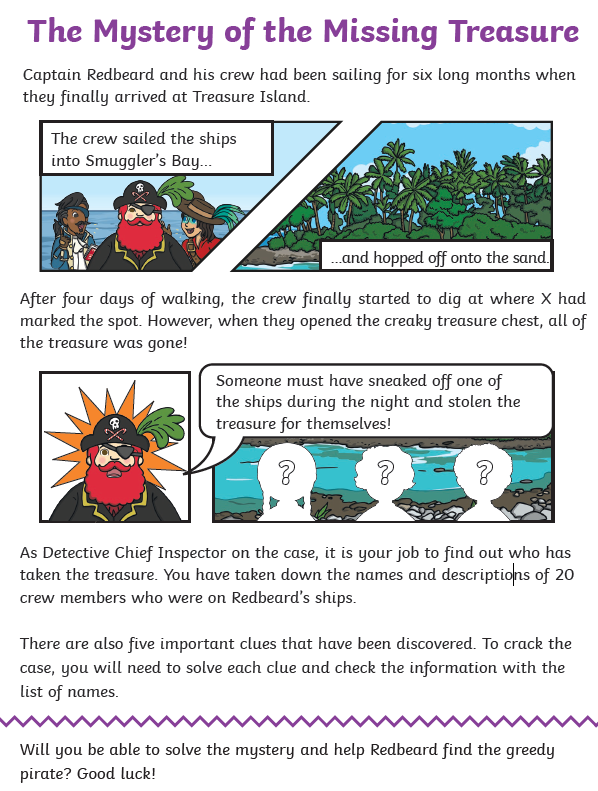 The Mystery of the Missing Treasure
Captain Redbeard and his crew had been sailing for six long months when
they finally arrived at Treasure Island.
The crew sailed the ships
into Smuggler's Bay...
...and hopped off onto the sand.
After four days of walking, the crew finally started to dig at where X had
marked the spot. However, when they opened the creaky treasure chest, all of
the treasure was gone!
Someone must have sneaked off one of
the ships during the night and stolen the
treasure for themselves!
?
?
?
As Detective Chief Inspector on the case, it is your job to find out who has
taken the treasure. You have taken down the names and descriptions of 20
crew members who were on Redbeard's ships.
There are also five important clues that have been discovered. To crack the
case, you will need to solve each clue and check the information with the
list of names.
Will you be able to solve the mystery and help Redbeard find the greedy
pirate? Good luck!